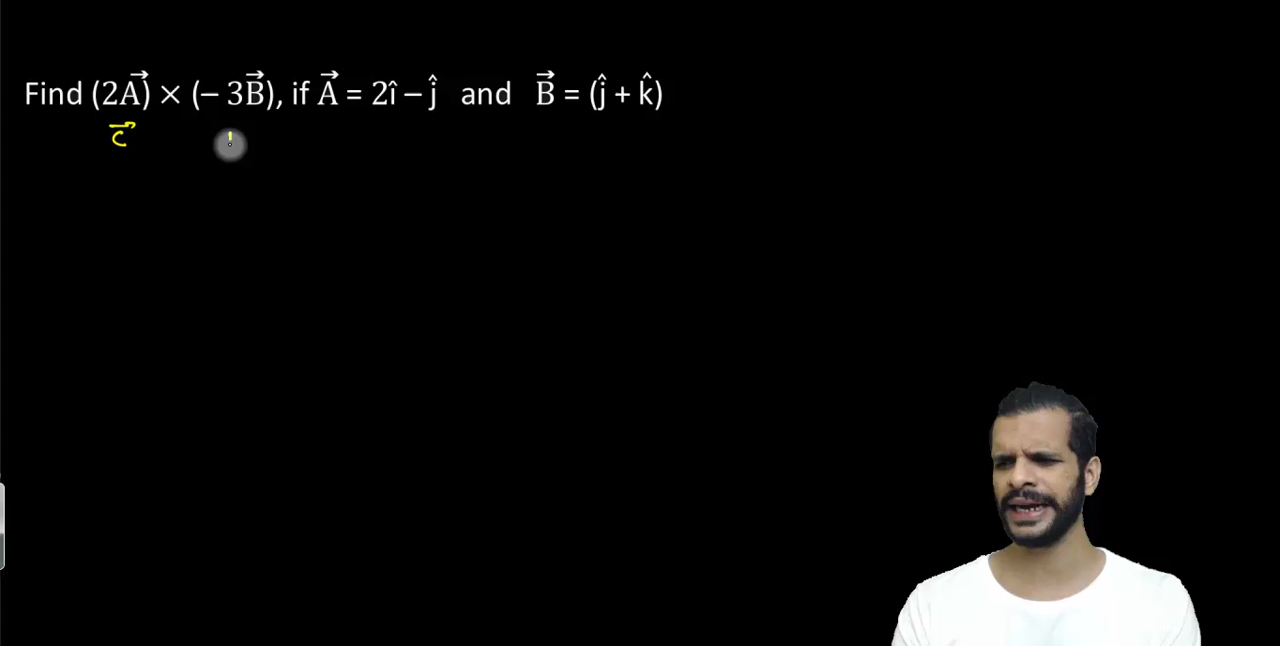 Find (2A⃗) × (− 3B⃗), if A⃗ = 2î − ĵ and B⃗ = (ĵ + k̂)
C⃗